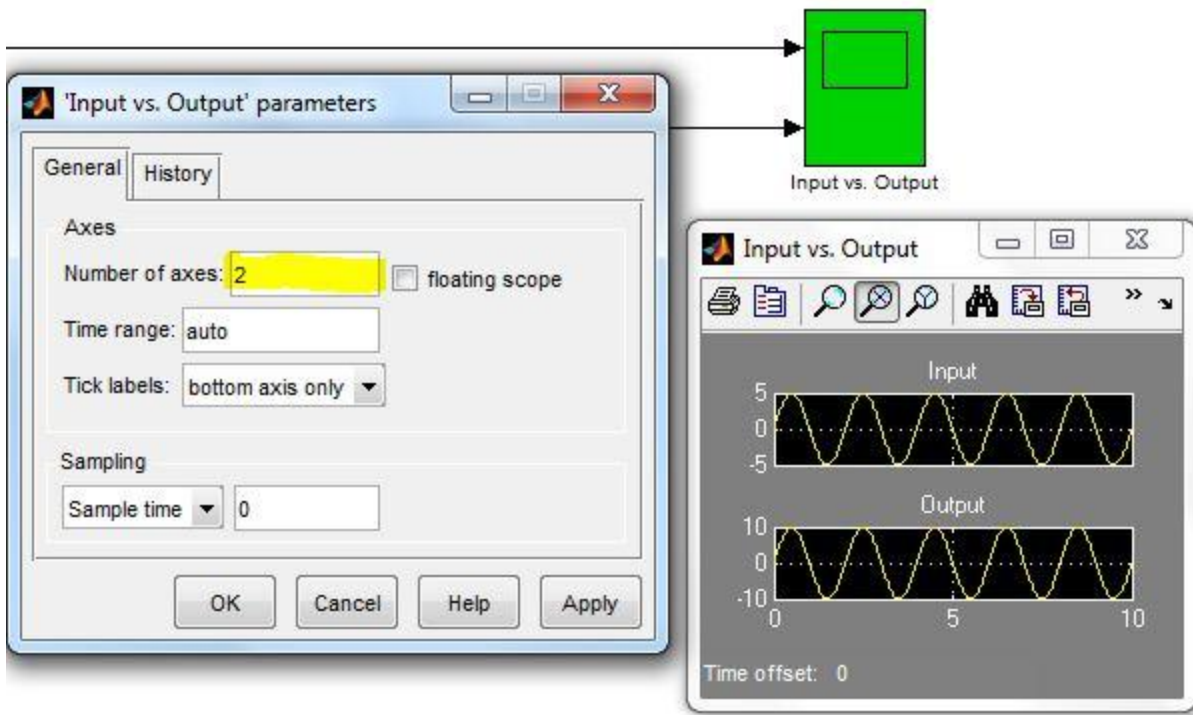 Input vs. Output
'Input vs. Output' parameters
General
History
Axes
Number of axes: 2
floating scope
Time range: auto
Tick labels: bottom axis only
Sampling
Sample time
0
OK
Cancel
Help
Apply
Input vs. Output
Input
5
0
-5
Output
10
0
-10
0
5
10
Time offset: 0